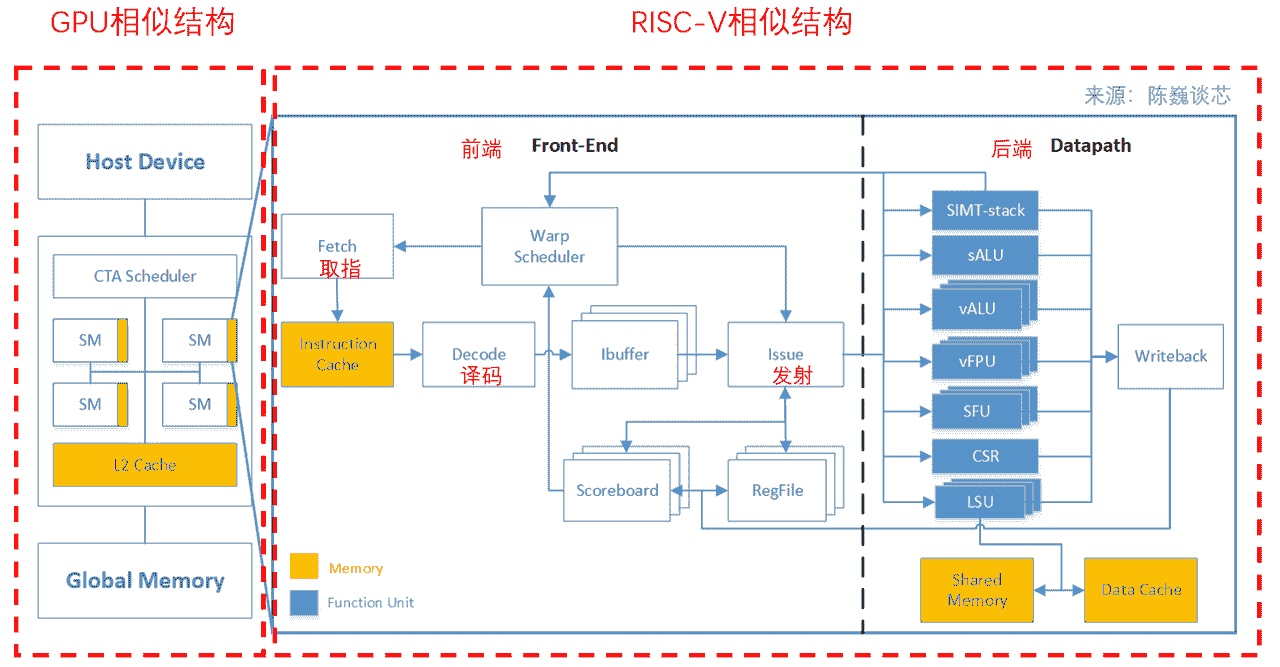 GPU相似结构
RISC-V相似结构
来源：陈巍谈芯
Host Device
CTA Scheduler
SM
SM
SM
SM
L2 Cache
Global Memory
前端 Front-End
后端 Datapath
Fetch
取指
Warp
Scheduler
Instruction
Cache
Decode
译码
Ibuffer
Issue
发射
Scoreboard
RegFile
SIMT-stack
sALU
vALU
vFPU
SFU
CSR
LSU
Writeback
Shared
Memory
Data Cache
Memory
Function Unit